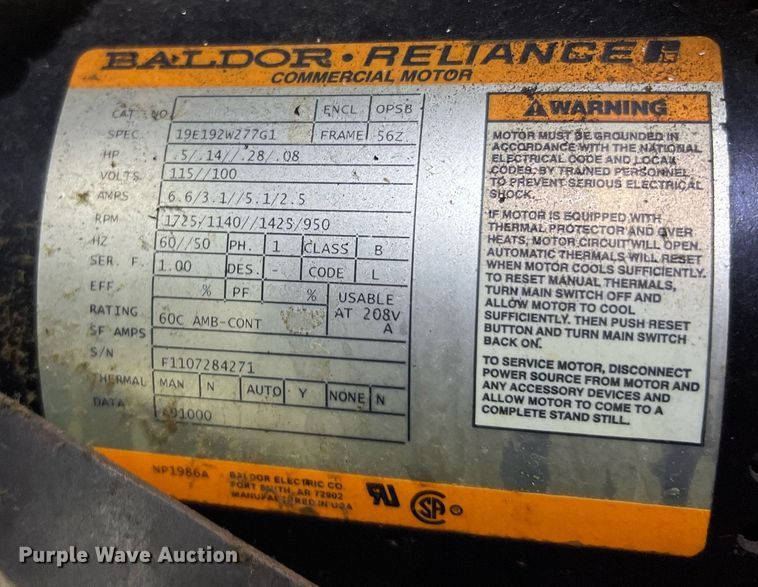 BALDOR • RELIANCE
COMMERCIAL MOTOR
CAT NO. ENCL OPSB
SPEC. 19E192W277G1 FRAME 56Z
HP .5/.14//.28/.08
VOLTS 115//100
AMPS 6.6/3.1//5.1/2.5
RPM 1725/1140//1425/950
HZ 60//50 PH. 1 CLASS B
SER. F. 1.00 DES. - CODE L
EFF. % PF % USABLE AT 208V
RATING 60C AMB-CONT
SF AMPS A
S/N F1107284271
THERMAL MAN N AUTO Y NONE N
DATA 91000
NP1986A
BALDOR ELECTRIC CO.
FORT SMITH, AR 72902
MANUFACTURED IN U.S.A
WARNING
MOTOR MUST BE GROUNDED IN
ACCORDANCE WITH THE NATIONAL
ELECTRICAL CODE AND LOCAL
CODES, BY TRAINED PERSONNEL
TO PREVENT SERIOUS ELECTRICAL
SHOCK.
IF MOTOR IS EQUIPPED WITH
THERMAL PROTECTOR AND OVER
HEATS, MOTOR CIRCUIT WILL OPEN.
AUTOMATIC THERMALS WILL RESET
WHEN MOTOR COOLS SUFFICIENTLY.
TO RESET MANUAL THERMALS,
TURN MAIN SWITCH OFF AND
ALLOW MOTOR TO COOL
SUFFICIENTLY. THEN PUSH RESET
BUTTON AND TURN MAIN SWITCH
BACK ON.
TO SERVICE MOTOR, DISCONNECT
POWER SOURCE FROM MOTOR AND
ANY ACCESSORY DEVICES AND
ALLOW MOTOR TO COME TO A
COMPLETE STAND STILL.
Purple Wave Auction